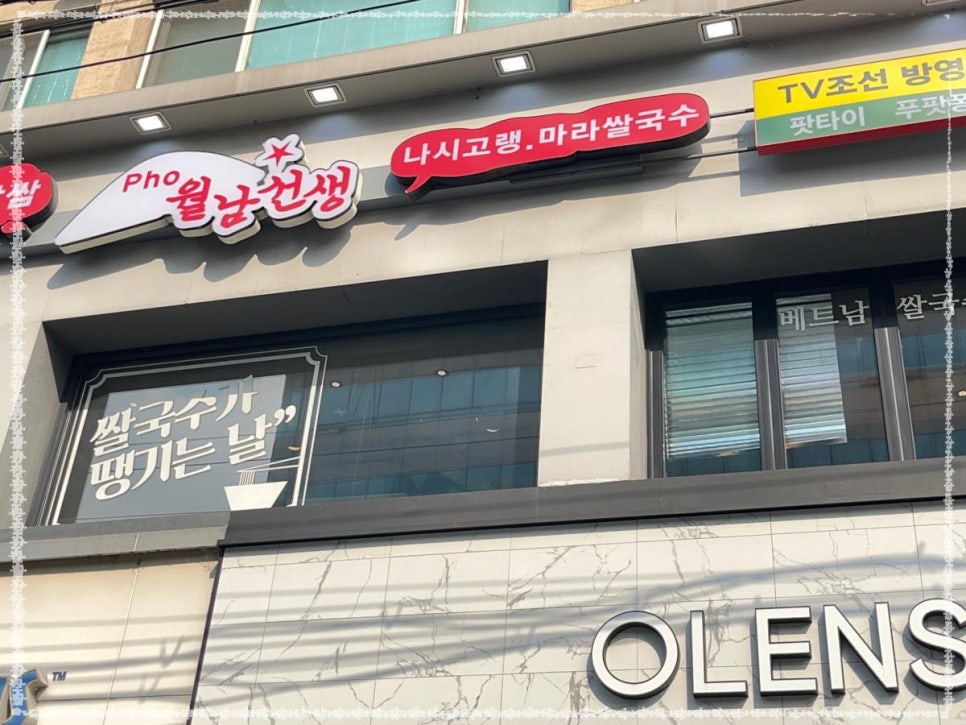 Pho 월남선생
나시고랭.마라쌀국수
TV조선 방영
팟타이 푸팟퐁
베트남 쌀국수
쌀국수가
땡기는 날”
OLENS
TM